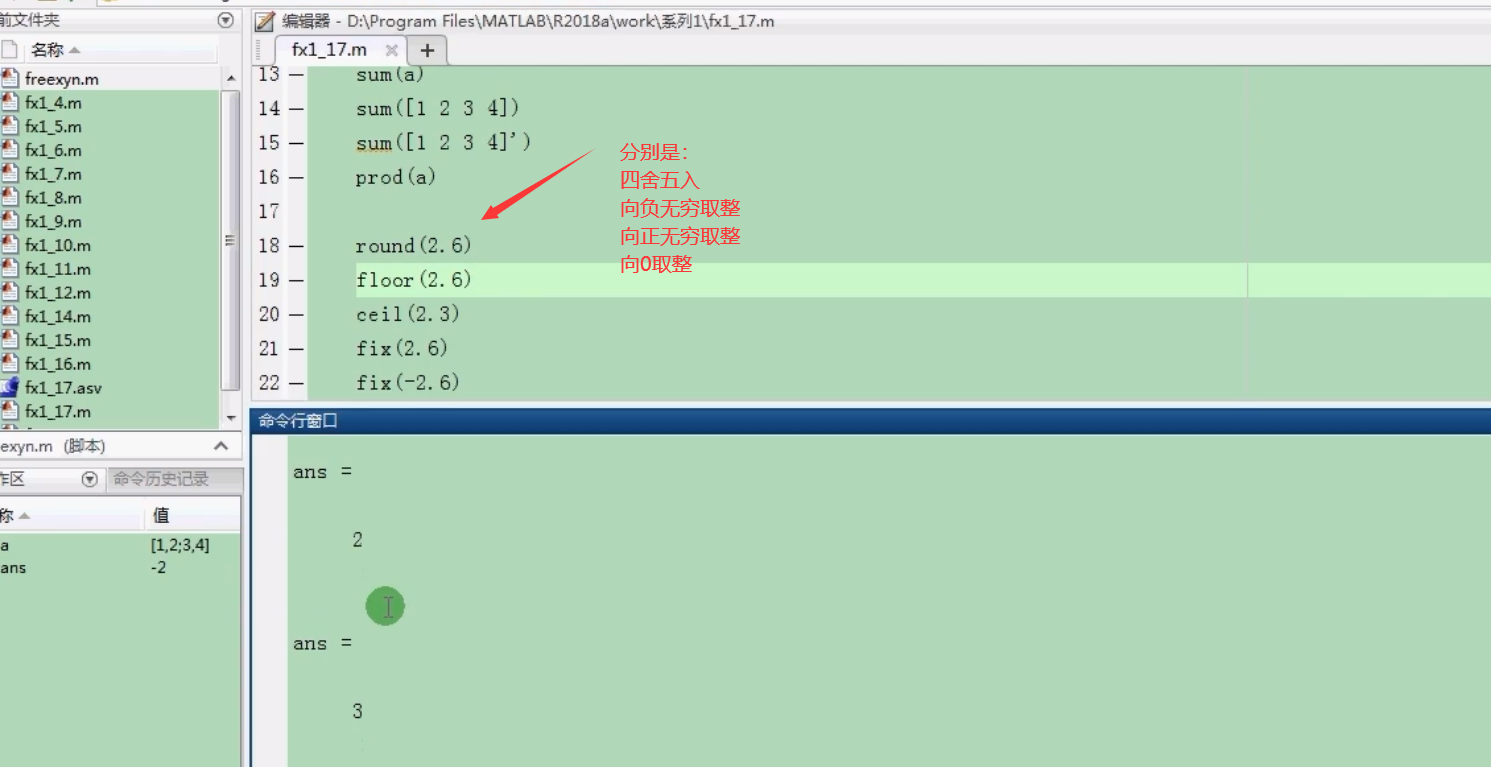 前文件夹
名称
freexyn.m
fx1_4.m
fx1_5.m
fx1_6.m
fx1_7.m
fx1_8.m
fx1_9.m
fx1_10.m
fx1_11.m
fx1_12.m
fx1_14.m
fx1_15.m
fx1_16.m
fx1_17.asv
fx1_17.m
exyn.m (脚本)
作区
命令历史记录
称
值
a
[1,2;3,4]
ans
-2
编辑器 - D:\Program Files\MATLAB\R2018a\work\系列1\fx1_17.m
fx1_17.m
13 — sum(a)
14 — sum([1 2 3 4])
15 — sum([1 2 3 4]')
16 — prod(a)
17
18 — round(2.6)
19 — floor(2.6)
20 — ceil(2.3)
21 — fix(2.6)
22 — fix(-2.6)
分别是:
四舍五入
向负无穷取整
向正无穷取整
向0取整
命令行窗口
ans =
2
ans =
3